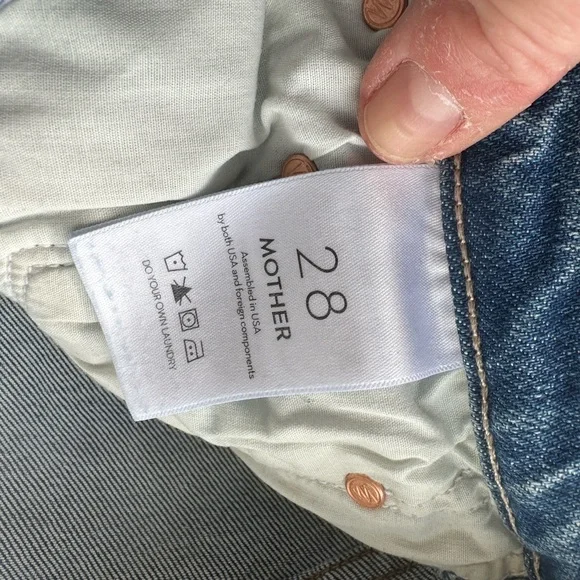 28
MOTHER
Assembled in USA
by both USA and foreign components
DO YOUR OWN LAUNDRY